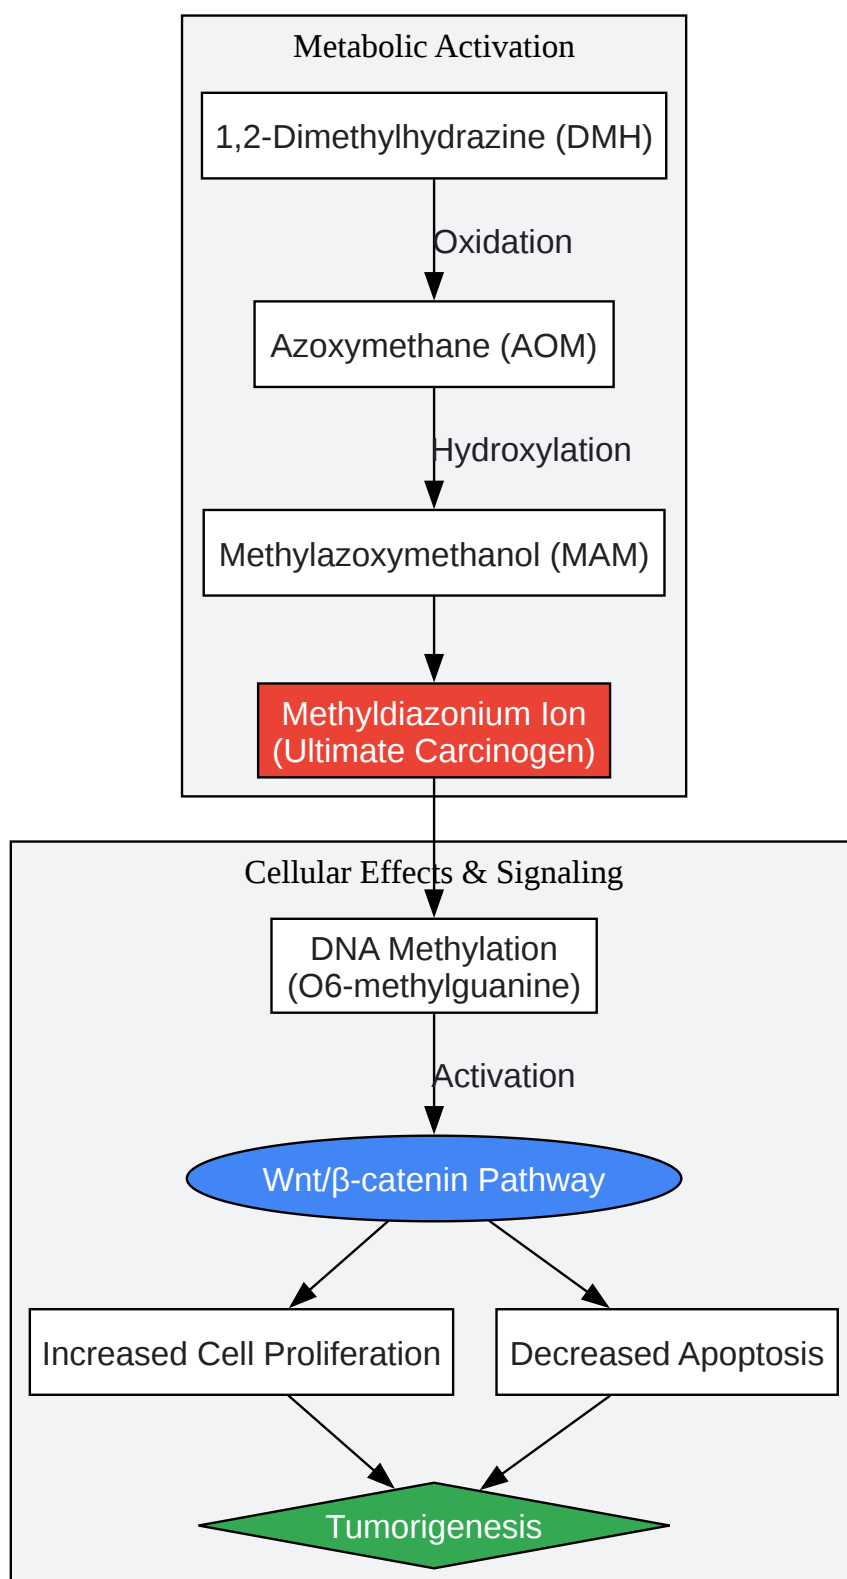 Metabolic Activation
1,2-Dimethylhydrazine (DMH)
Oxidation
Azoxymethane (AOM)
Hydroxylation
Methylazoxymethanol (MAM)
Methyldiazonium Ion
(Ultimate Carcinogen)
Cellular Effects & Signaling
DNA Methylation
(O6-methylguanine)
Activation
Wnt/β-catenin Pathway
Increased Cell Proliferation
Decreased Apoptosis
Tumorigenesis